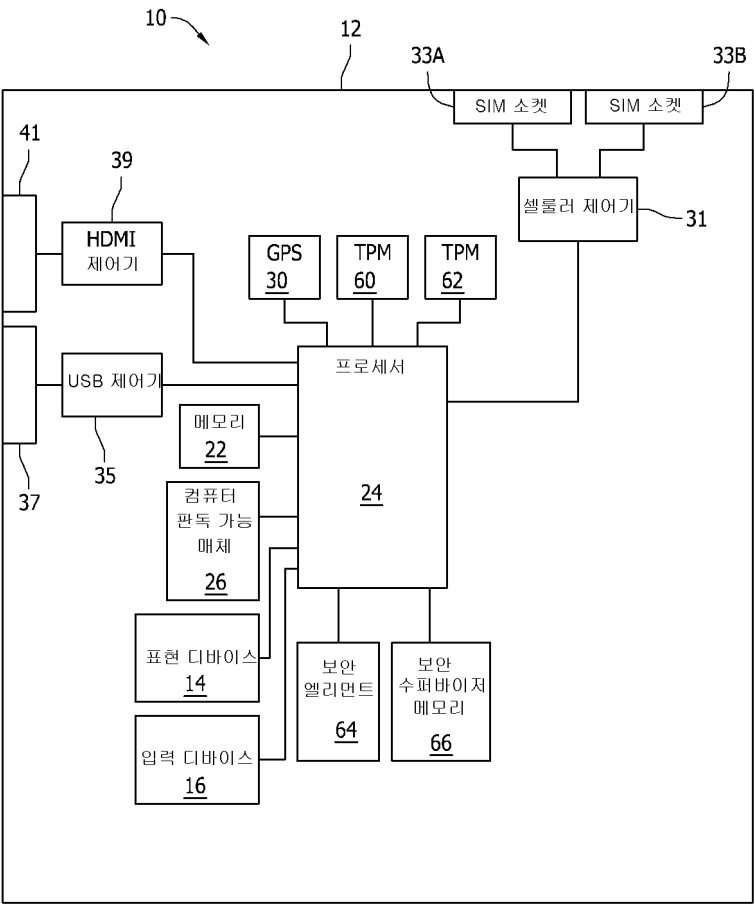 10
12
33A
33B
SIM 소켓
SIM 소켓
41
39
HDMI
제어기
셀룰러 제어기
31
GPS
30
TPM
60
TPM
62
프로세서
24
USB 제어기
35
37
메모리
22
컴퓨터
판독 가능
매체
26
표현 디바이스
14
보안
엘리먼트
64
보안
수퍼바이저
메모리
66
입력 디바이스
16